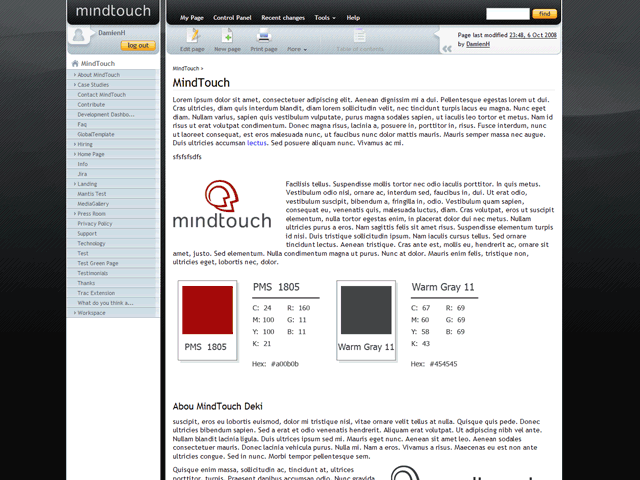 mindtouch
My Page Control Panel Recent changes Tools Help
find
DamienH
log out
Edit page New page Print page More Table of contents
Page last modified 23:48, 6 Oct 2008
by DamienH
MindTouch
About MindTouch
Case Studies
Contact MindTouch
Contribute
Development Dashbo...
Faq
GlobalTemplate
Hiring
Home Page
Info
Jira
Landing
Mantis Test
MediaGallery
Press Room
Privacy Policy
Support
Technology
Test
Test Green Page
Testimonials
Thanks
Trac Extension
What do you think a...
Workspace
MindTouch >
MindTouch
Lorem ipsum dolor sit amet, consectetuer adipiscing elit. Aenean dignissim mi a dui. Pellentesque egestas lorem ut dui.
Cras ultricies, diam quis interdum blandit, diam lorem sollicitudin velit, nec tincidunt turpis lacus eu magna. Nunc eget
diam. Nullam varius, sapien quis vestibulum vulputate, purus magna sodales sapien, ut iaculis leo tortor et metus. Nam id
risus ut erat volutpat condimentum. Donec magna risus, lacinia a, posuere in, porttitor in, risus. Fusce interdum, nunc
ut laoreet consequat, est eros malesuada nunc, ut faucibus nunc dolor mattis mauris. Mauris semper massa nec augue.
Duis ultricies accumsan lectus. Sed posuere aliquam nunc. Vivamus ac mi.
sfsfsfsdfs
mindtouch
Facilisis tellus. Suspendisse mollis tortor nec odio iaculis porttitor. In quis metus.
Vestibulum odio nisl, ornare ac, interdum sed, faucibus in, dui. Ut erat odio,
vestibulum suscipit, bibendum a, fringilla in, odio. Vestibulum quam sapien,
consequat eu, venenatis quis, malesuada luctus, diam. Cras volutpat, eros ut suscipit
elementum, nulla tortor egestas enim, in placerat dolor dui nec metus. Nullam
ultricies purus a eros. Nam sagittis felis sit amet risus. Suspendisse elementum turpis
id nisi. Duis tristique sollicitudin ipsum. Nam iaculis cursus tellus. Sed ornare
tincidunt lectus. Aenean tristique. Cras ante est, mollis eu, hendrerit ac, ornare sit
amet, justo. Sed elementum. Nulla condimentum magna ut purus. Nunc at dolor. Mauris enim felis, tristique non,
ultricies eget, lobortis nec, dolor.
PMS 1805
PMS 1805
C: 24 R: 160
M: 100 G: 11
Y: 100 B: 11
K: 21
Hex: #a00b0b
Warm Gray 11
Warm Gray 11
C: 67 R: 69
M: 60 G: 69
Y: 58 B: 69
K: 43
Hex: #454545
Abou MindTouch Deki
suscipit, eros eu lobortis euismod, dolor mi tristique nisi, vitae ornare velit tellus at nulla. Quisque quis pede. Donec
ultricies bibendum sapien. Sed a erat et odio venenatis hendrerit. Aliquam erat volutpat. Ut adipiscing nibh vel ante.
Nullam blandit lacinia ligula. Duis ultrices ipsum sed mi. Mauris eget nunc. Aenean sit amet leo. Aenean sodales
consectetuer mauris. Donec lacinia vehicula purus. Nulla mi. Nam a eros. Vivamus a risus. Maecenas eu est non ante
ultricies congue. Sed in nunc. Morbi tempor pellentesque sem.
Quisque enim massa, sollicitudin ac, tincidunt at, ultrices
porttitor, turpis. Praesent dapibus accumsan odio. Nunc gravida